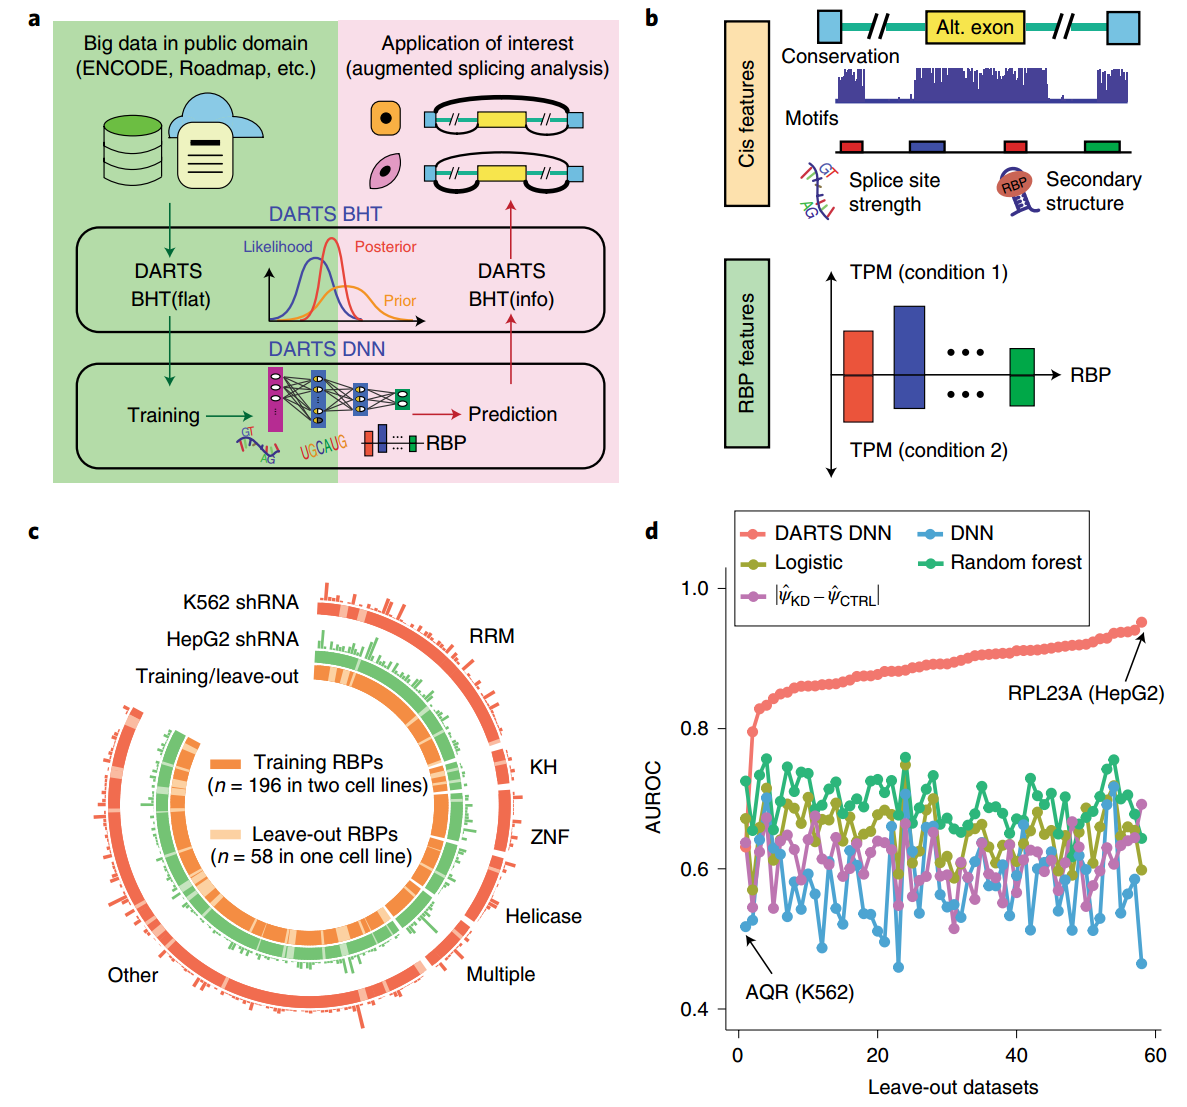 a
Big data in public domain
(ENCODE, Roadmap, etc.)
Application of interest
(augmented splicing analysis)
DARTS BHT
Likelihood
Posterior
Prior
DARTS
BHT(flat)
DARTS
BHT(info)
DARTS DNN
Training
Prediction
GT
AG
UGCAUG
RBP
b
Cis features
Alt. exon
Conservation
Motifs
GT
AG
Splice site
strength
RBP
Secondary
structure
RBP features
TPM (condition 1)
RBP
TPM (condition 2)
c
K562 shRNA
HepG2 shRNA
Training/leave-out
RRM
KH
ZNF
Helicase
Multiple
Other
Training RBPs
(n = 196 in two cell lines)
Leave-out RBPs
(n = 58 in one cell line)
d
DARTS DNN
DNN
Logistic
Random forest
|ψ̂KD − ψ̂CTRL|
1.0
0.8
0.6
0.4
AUROC
RPL23A (HepG2)
AQR (K562)
0
20
40
60
Leave-out datasets